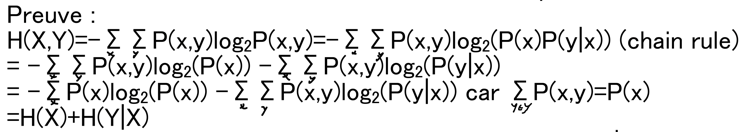 Preuve :
H(X,Y)=-∑x ∑y P(x,y)log₂P(x,y)=-∑x ∑y P(x,y)log₂(P(x)P(y|x)) (chain rule)
= -∑x ∑y P(x,y)log₂(P(x)) -∑x ∑y P(x,y)log₂(P(y|x))
= -∑x P(x)log₂(P(x)) -∑x ∑y P(x,y)log₂(P(y|x)) car ∑y∈Y P(x,y)=P(x)
=H(X)+H(Y|X)